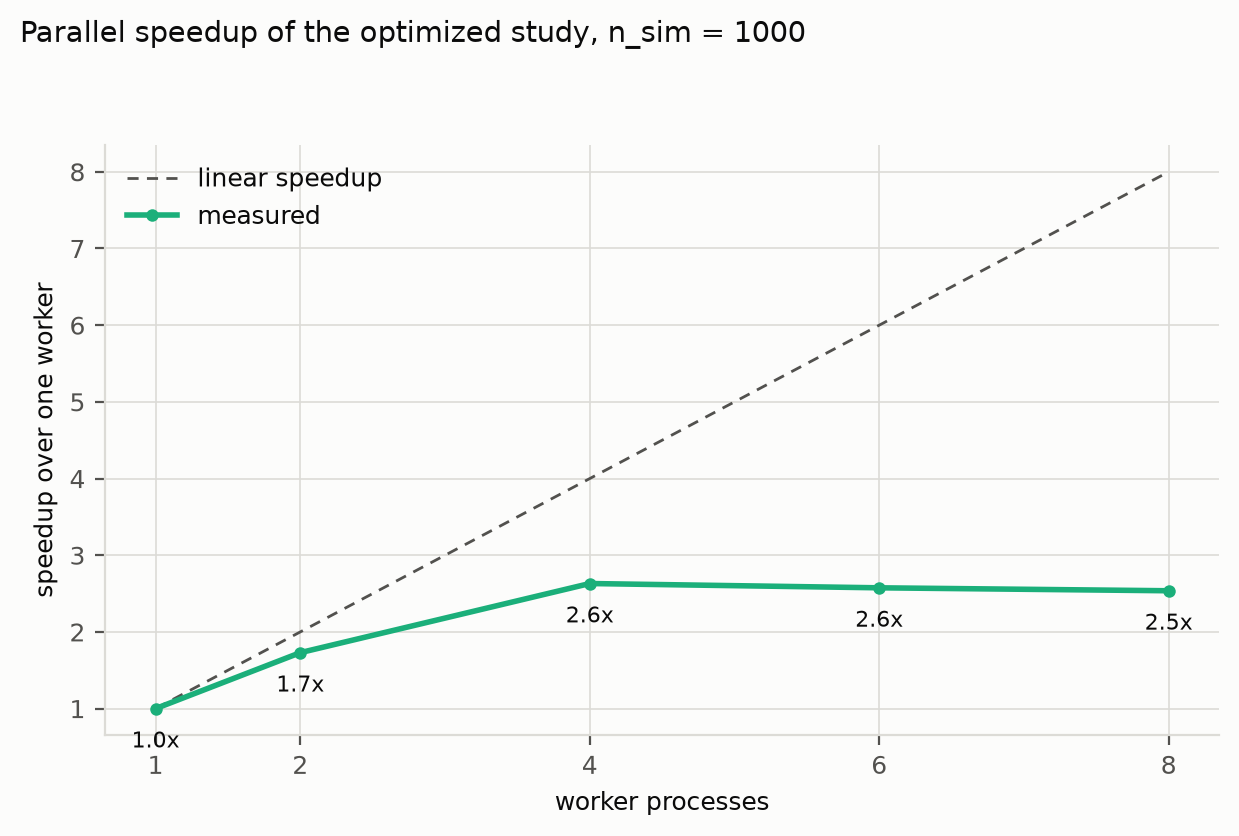 Parallel speedup of the optimized study, n_sim = 1000
linear speedup
measured
8
7
6
5
4
3
2
1
speedup over one worker
1.0x
1.7x
2.6x
2.6x
2.5x
1 2 4 6 8
worker processes